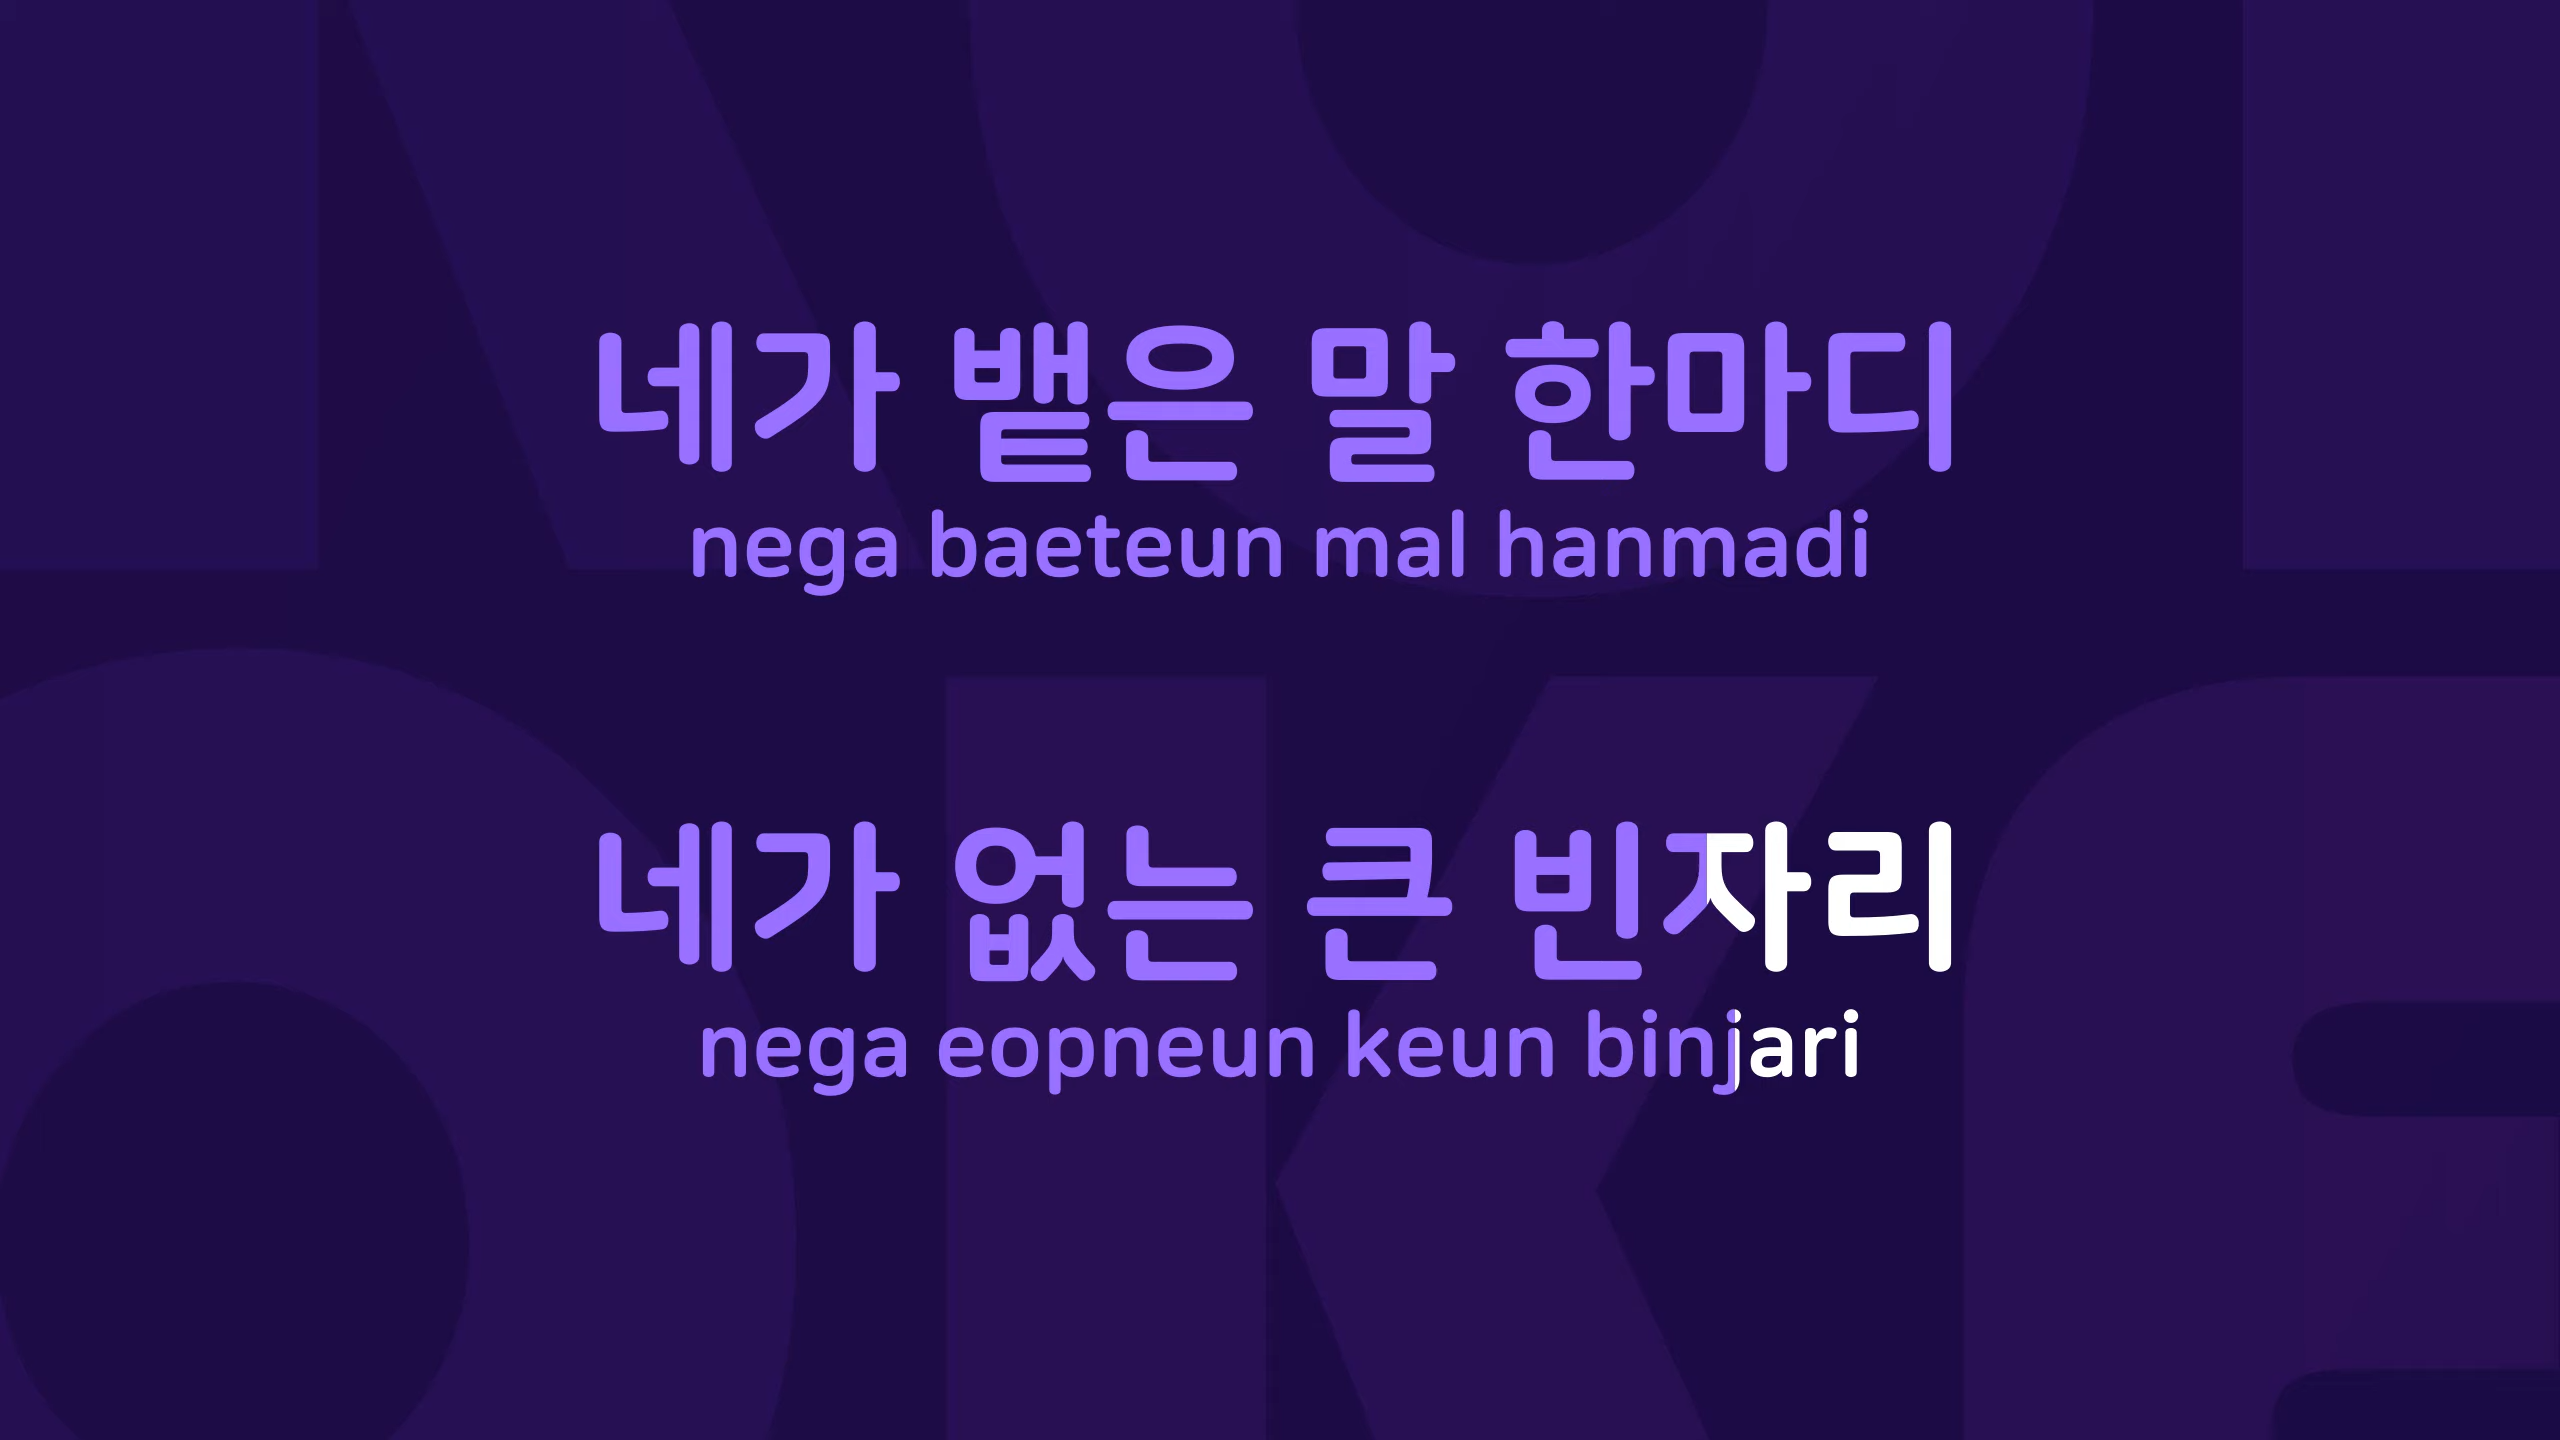 네가 뱉은 말 한마디
nega baeteun mal hanmadi
네가 없는 큰 빈자리
nega eopneun keun binjari